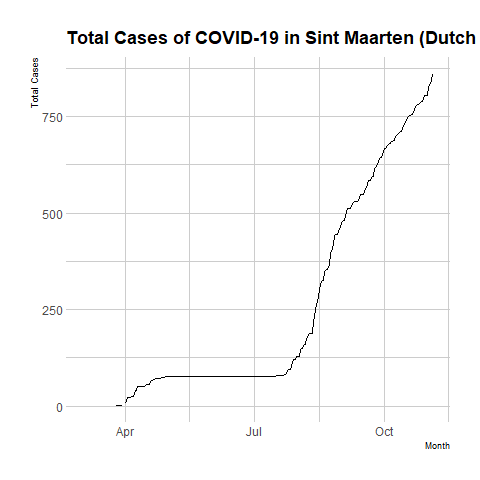 Total Cases of COVID-19 in Sint Maarten (Dutch
Total Cases
750
500
250
0
Apr
Jul
Oct
Month